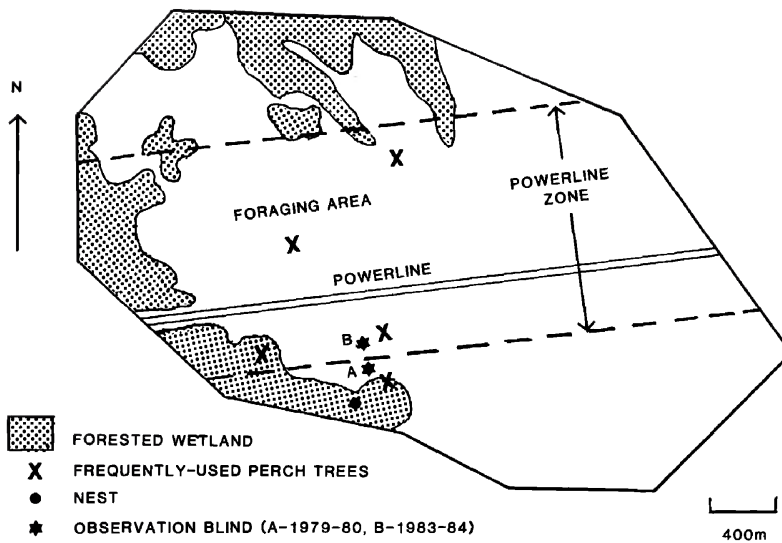 N
POWERLINE
ZONE
FORAGING AREA
X
X
POWERLINE
B
X
X
A
X
FORESTED WETLAND
X FREQUENTLY-USED PERCH TREES
NEST
OBSERVATION BLIND (A-1979-80, B-1983-84)
400m